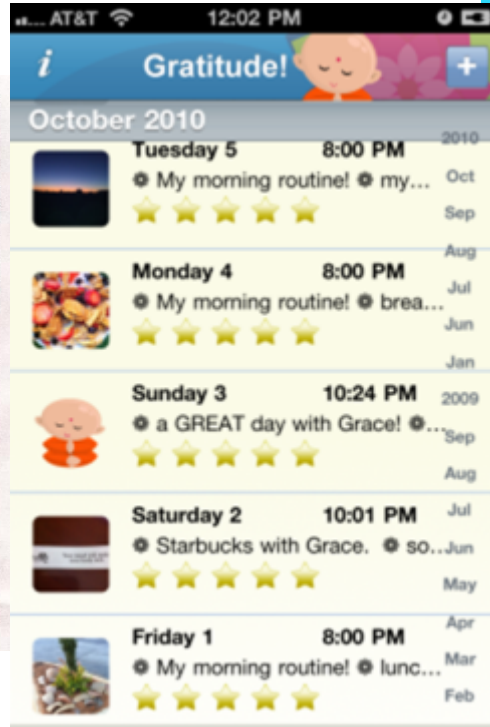 AT&T 12:02 PM
i Gratitude! +
October 2010
Tuesday 5 8:00 PM
My morning routine! my...
Monday 4 8:00 PM
My morning routine! brea...
Sunday 3 10:24 PM
a GREAT day with Grace! ...
Saturday 2 10:01 PM
Starbucks with Grace. so...
Friday 1 8:00 PM
My morning routine! lunc...
2010
Oct
Sep
Aug
Jul
Jun
Jan
2009
Sep
Aug
Jul
Jun
May
Apr
Mar
Feb